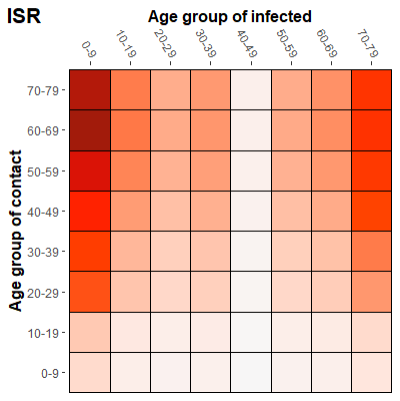 ISR
Age group of infected
0-9 10-19 20-29 30-39 40-49 50-59 60-69 70-79
Age group of contact
70-79
60-69
50-59
40-49
30-39
20-29
10-19
0-9